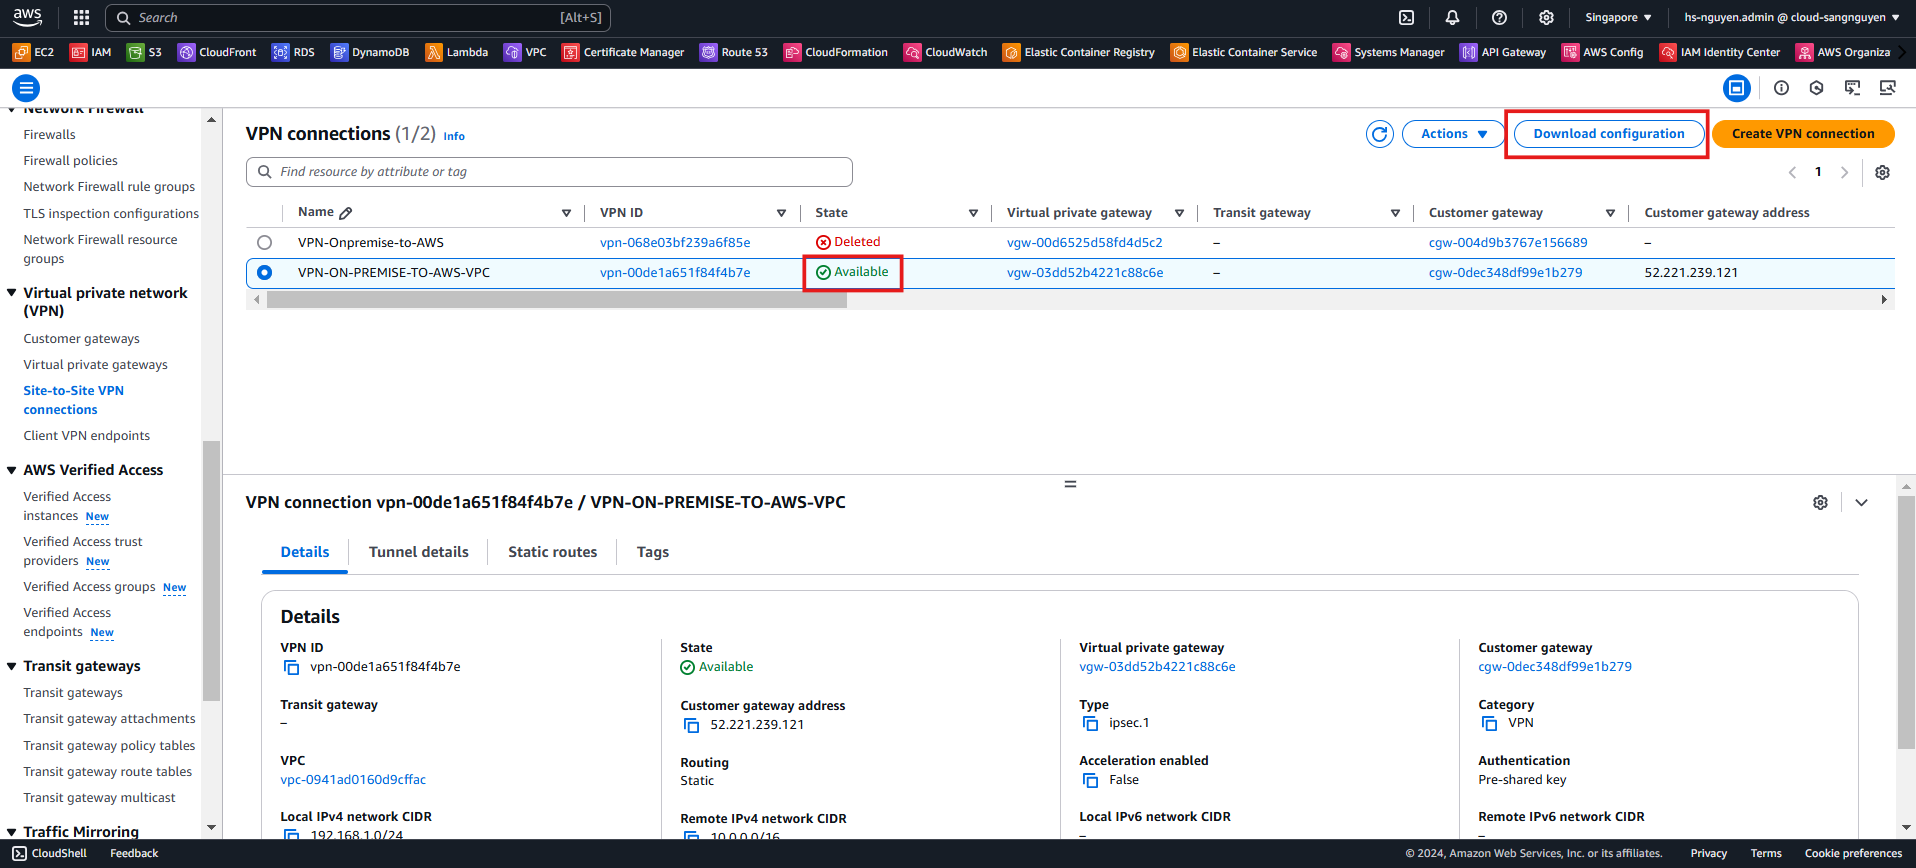 aws
Search [Alt+S]
Singapore ▼
hs-nguyen.admin @ cloud-sangnguyen ▼
EC2 IAM S3 CloudFront RDS DynamoDB Lambda VPC Certificate Manager Route 53 CloudFormation CloudWatch Elastic Container Registry Elastic Container Service Systems Manager API Gateway AWS Config IAM Identity Center AWS Organiza
Network Firewall
Firewalls
Firewall policies
Network Firewall rule groups
TLS inspection configurations
Network Firewall resource
groups
Virtual private network
(VPN)
Customer gateways
Virtual private gateways
Site-to-Site VPN
connections
Client VPN endpoints
AWS Verified Access
Verified Access
instances New
Verified Access trust
providers New
Verified Access groups New
Verified Access
endpoints New
Transit gateways
Transit gateways
Transit gateway attachments
Transit gateway policy tables
Transit gateway route tables
Transit gateway multicast
Traffic Mirroring
VPN connections (1/2) Info
Actions ▼
Download configuration
Create VPN connection
Find resource by attribute or tag
1
Name VPN ID State Virtual private gateway Transit gateway Customer gateway Customer gateway address
VPN-Onpremise-to-AWS vpn-068e03bf239a6f85e Deleted vgw-00d6525d58fd4d5c2 – cgw-004d9b3767e156689 –
VPN-ON-PREMISE-TO-AWS-VPC vpn-00de1a651f84f4b7e Available vgw-03dd52b4221c88c6e – cgw-0dec348df99e1b279 52.221.239.121
VPN connection vpn-00de1a651f84f4b7e / VPN-ON-PREMISE-TO-AWS-VPC
Details Tunnel details Static routes Tags
Details
VPN ID
vpn-00de1a651f84f4b7e
State
Available
Virtual private gateway
vgw-03dd52b4221c88c6e
Customer gateway
cgw-0dec348df99e1b279
Transit gateway
–
Customer gateway address
52.221.239.121
Type
ipsec.1
Category
VPN
VPC
vpc-0941ad0160d9cffac
Routing
Static
Acceleration enabled
False
Authentication
Pre-shared key
Local IPv4 network CIDR
192.168.1.0/24
Remote IPv4 network CIDR
10.0.0.0/16
Local IPv6 network CIDR
–
Remote IPv6 network CIDR
–
CloudShell Feedback
© 2024, Amazon Web Services, Inc. or its affiliates. Privacy Terms Cookie preferences